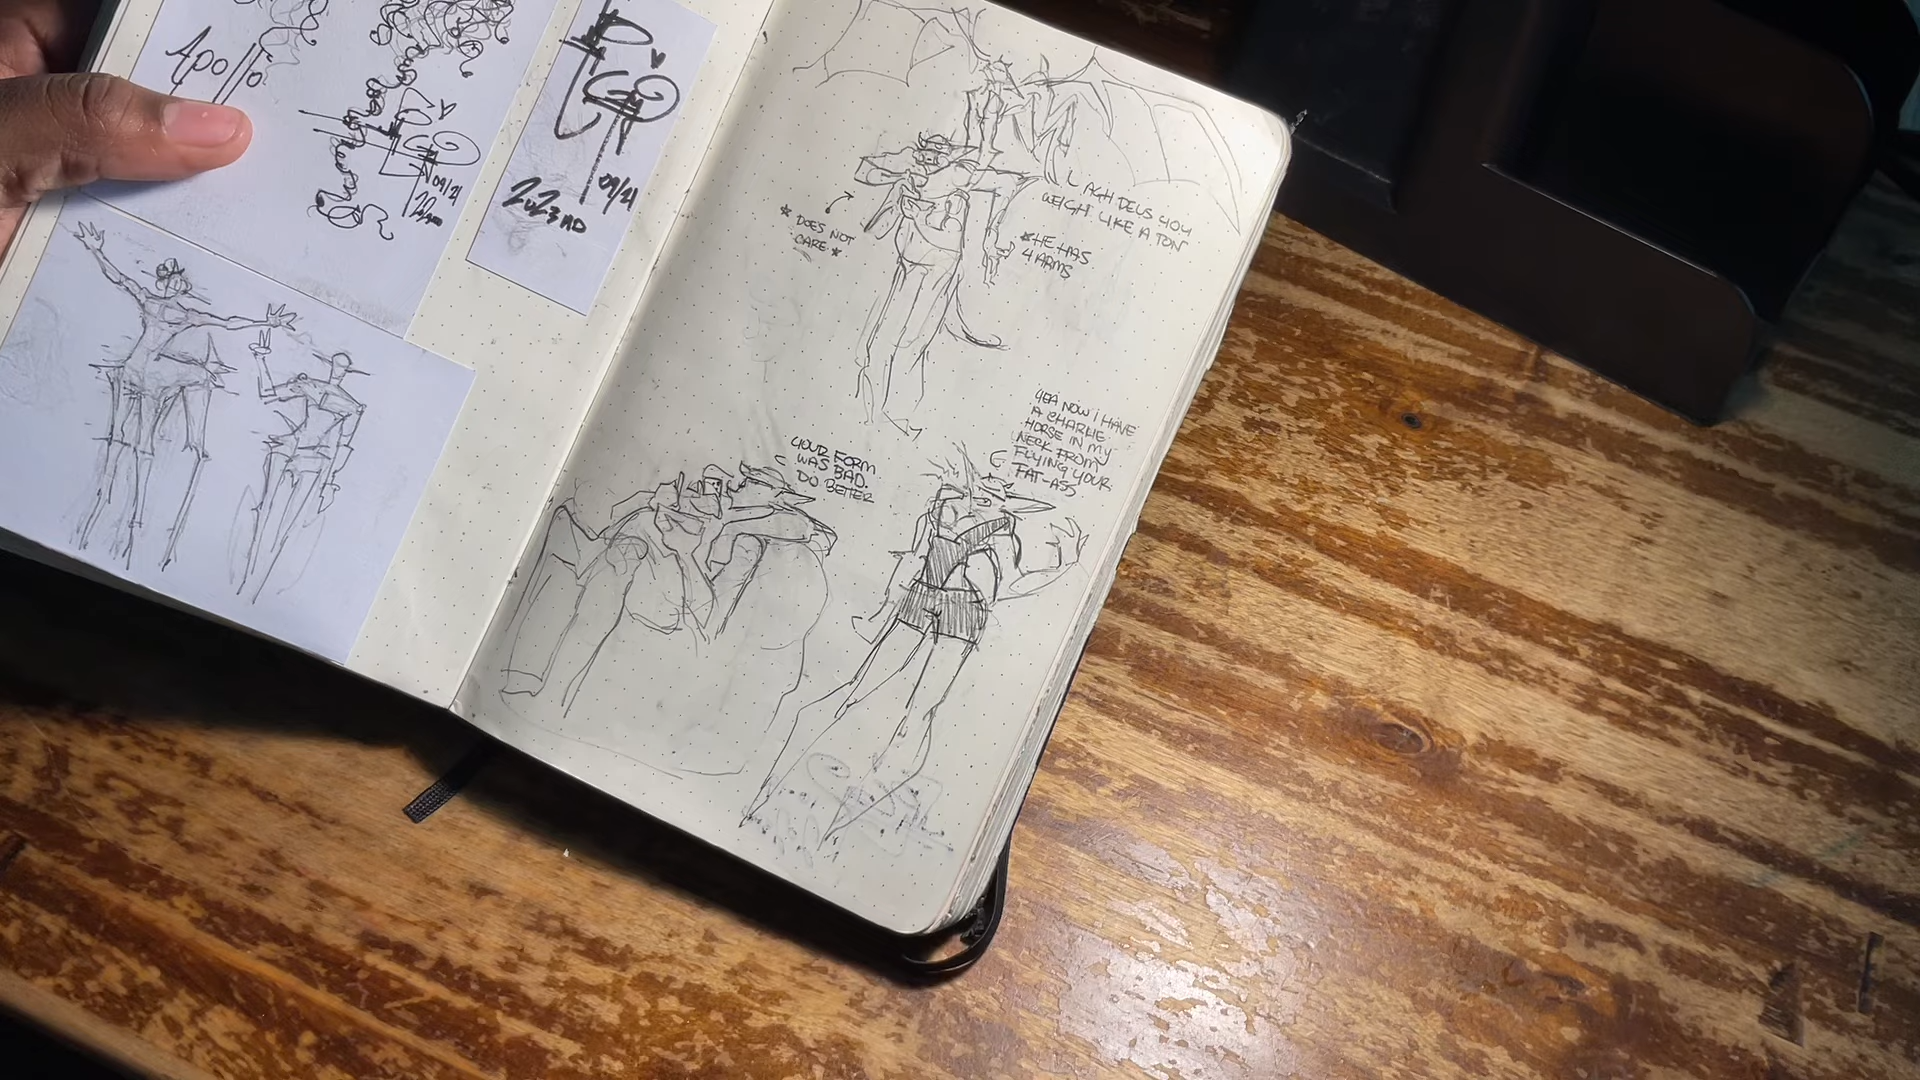 Apollo
09/21
09/21
2023 AD
AGH DEUS YOU
WEIGH LIKE A TON
* DOES NOT
CARE *
*HE HAS
4 ARMS
YEA NOW I HAVE
A CHARLIE
HORSE IN MY
NECK FROM
FLYING YOUR
FAT-ASS
YOUR FORM
WAS BAD.
DO BETTER